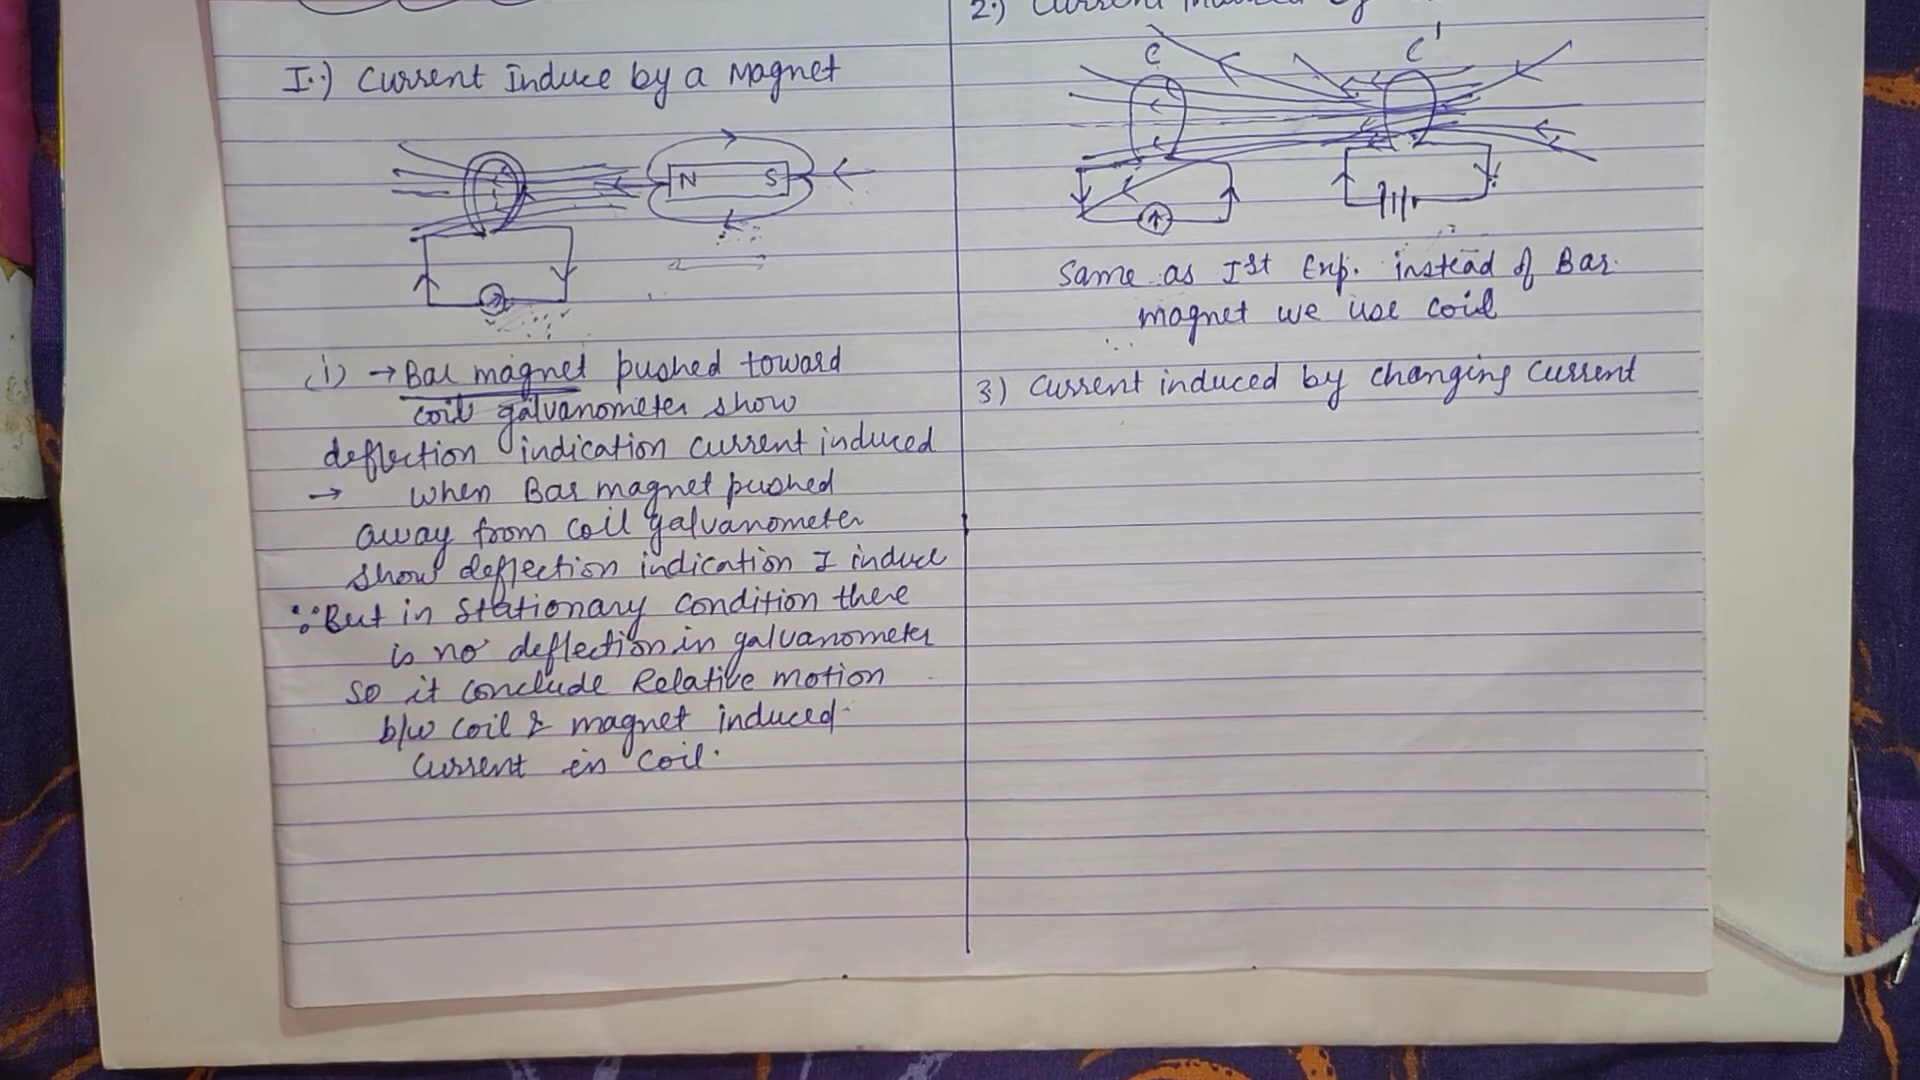 I.) Current Induce by a Magnet
N S
(i) → Bar magnet pushed toward
coil galvanometer show
deflection indication current induced
→ when Bar magnet pushed
away from coil galvanometer
show deflection indication I induce
But in stationary condition there
is no deflection in galvanometer
so it conclude Relative motion
b/w coil & magnet induced
Current in coil.
2.) Current Induced by
C C'
Same as Ist Exp. instead of Bar
magnet we use coil
3) Current induced by changing current